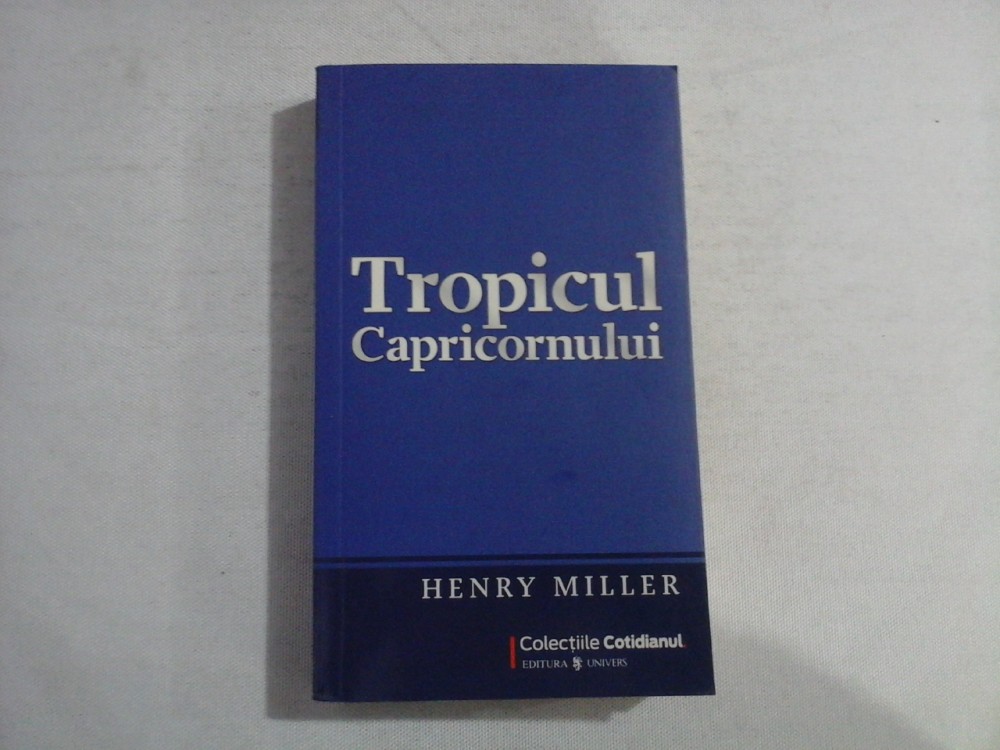 Tropicul
Capricornului
HENRY MILLER
Colecțiile Cotidianul.
EDITURA UNIVERS